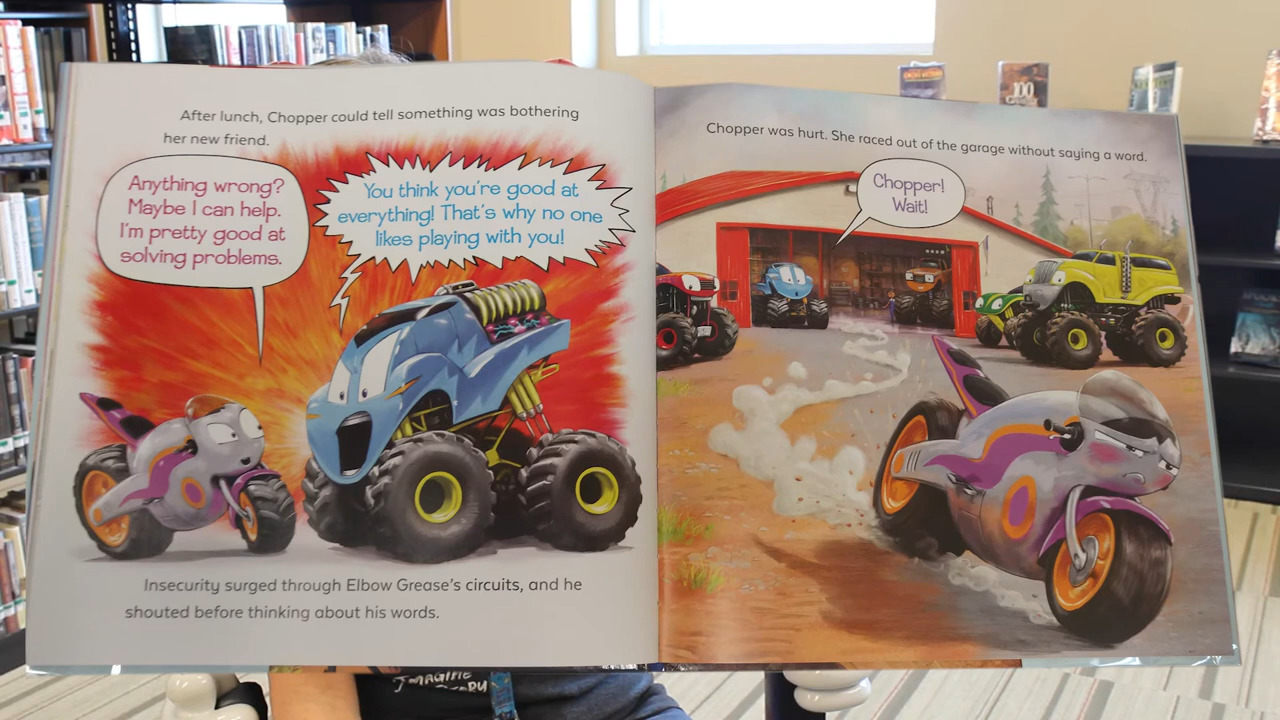 After lunch, Chopper could tell something was bothering
her new friend.
Anything wrong?
Maybe I can help.
I'm pretty good at
solving problems.
You think you're good at
everything! That's why no one
likes playing with you!
Insecurity surged through Elbow Grease's circuits, and he
shouted before thinking about his words.
Chopper was hurt. She raced out of the garage without saying a word.
Chopper!
Wait!
100
IMAGINE